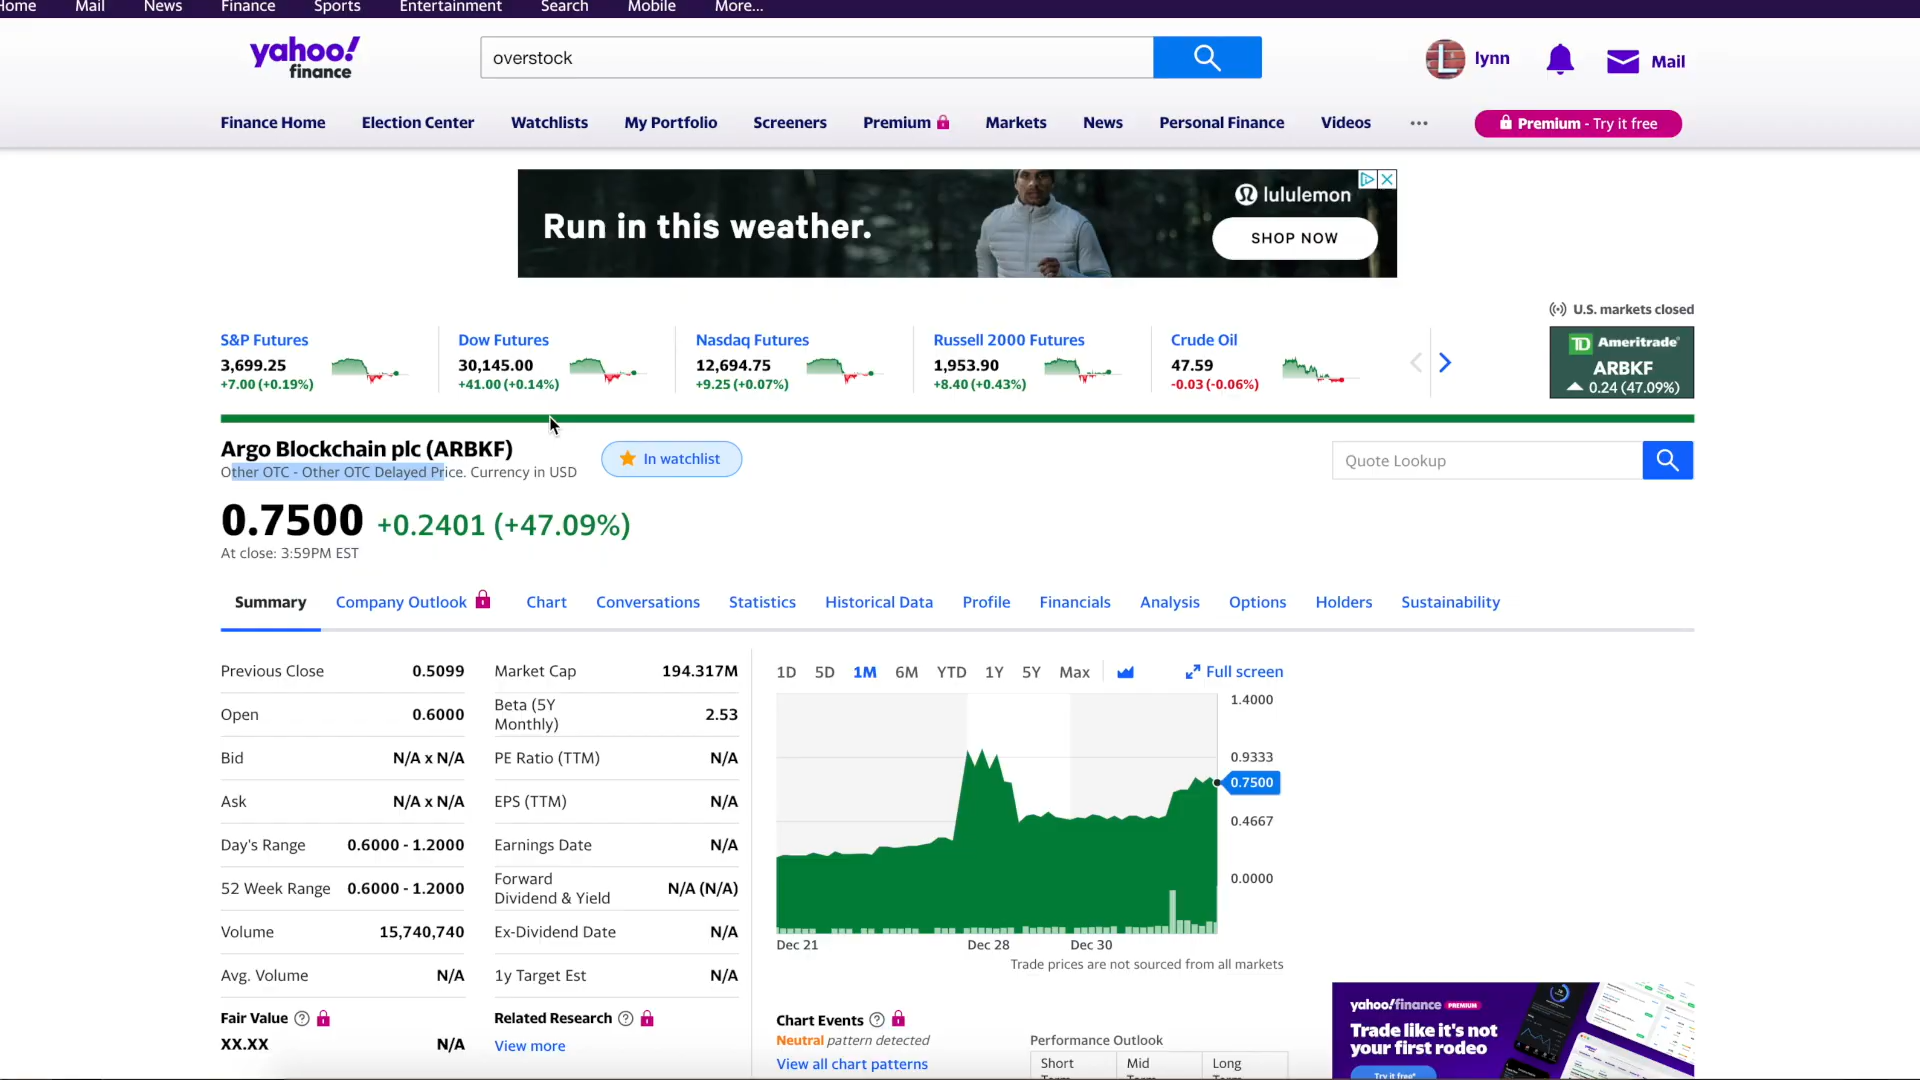 Home Mail News Finance Sports Entertainment Search Mobile More...
yahoo!
finance
overstock
L lynn Mail
Finance Home Election Center Watchlists My Portfolio Screeners Premium Markets News Personal Finance Videos ••• Premium - Try it free
Run in this weather.
lululemon
SHOP NOW
U.S. markets closed
S&P Futures
3,699.25
+7.00 (+0.19%)
Dow Futures
30,145.00
+41.00 (+0.14%)
Nasdaq Futures
12,694.75
+9.25 (+0.07%)
Russell 2000 Futures
1,953.90
+8.40 (+0.43%)
Crude Oil
47.59
-0.03 (-0.06%)
TD Ameritrade
ARBKF
0.24 (47.09%)
Argo Blockchain plc (ARBKF)
Other OTC - Other OTC Delayed Price. Currency in USD
In watchlist
Quote Lookup
0.7500 +0.2401 (+47.09%)
At close: 3:59PM EST
Summary Company Outlook Chart Conversations Statistics Historical Data Profile Financials Analysis Options Holders Sustainability
Previous Close 0.5099
Open 0.6000
Bid N/A x N/A
Ask N/A x N/A
Day's Range 0.6000 - 1.2000
52 Week Range 0.6000 - 1.2000
Volume 15,740,740
Avg. Volume N/A
Fair Value ?
XX.XX N/A
Market Cap 194.317M
Beta (5Y
Monthly) 2.53
PE Ratio (TTM) N/A
EPS (TTM) N/A
Earnings Date N/A
Forward
Dividend & Yield N/A (N/A)
Ex-Dividend Date N/A
1y Target Est N/A
Related Research ?
View more
1D 5D 1M 6M YTD 1Y 5Y Max Full screen
1.4000
0.9333
0.7500
0.4667
0.0000
Dec 21 Dec 28 Dec 30
Trade prices are not sourced from all markets
Chart Events ?
Neutral pattern detected
View all chart patterns
Performance Outlook
Short Mid Long
Term Term Term
yahoo!finance PREMIUM
Trade like it's not
your first rodeo
Try it free*